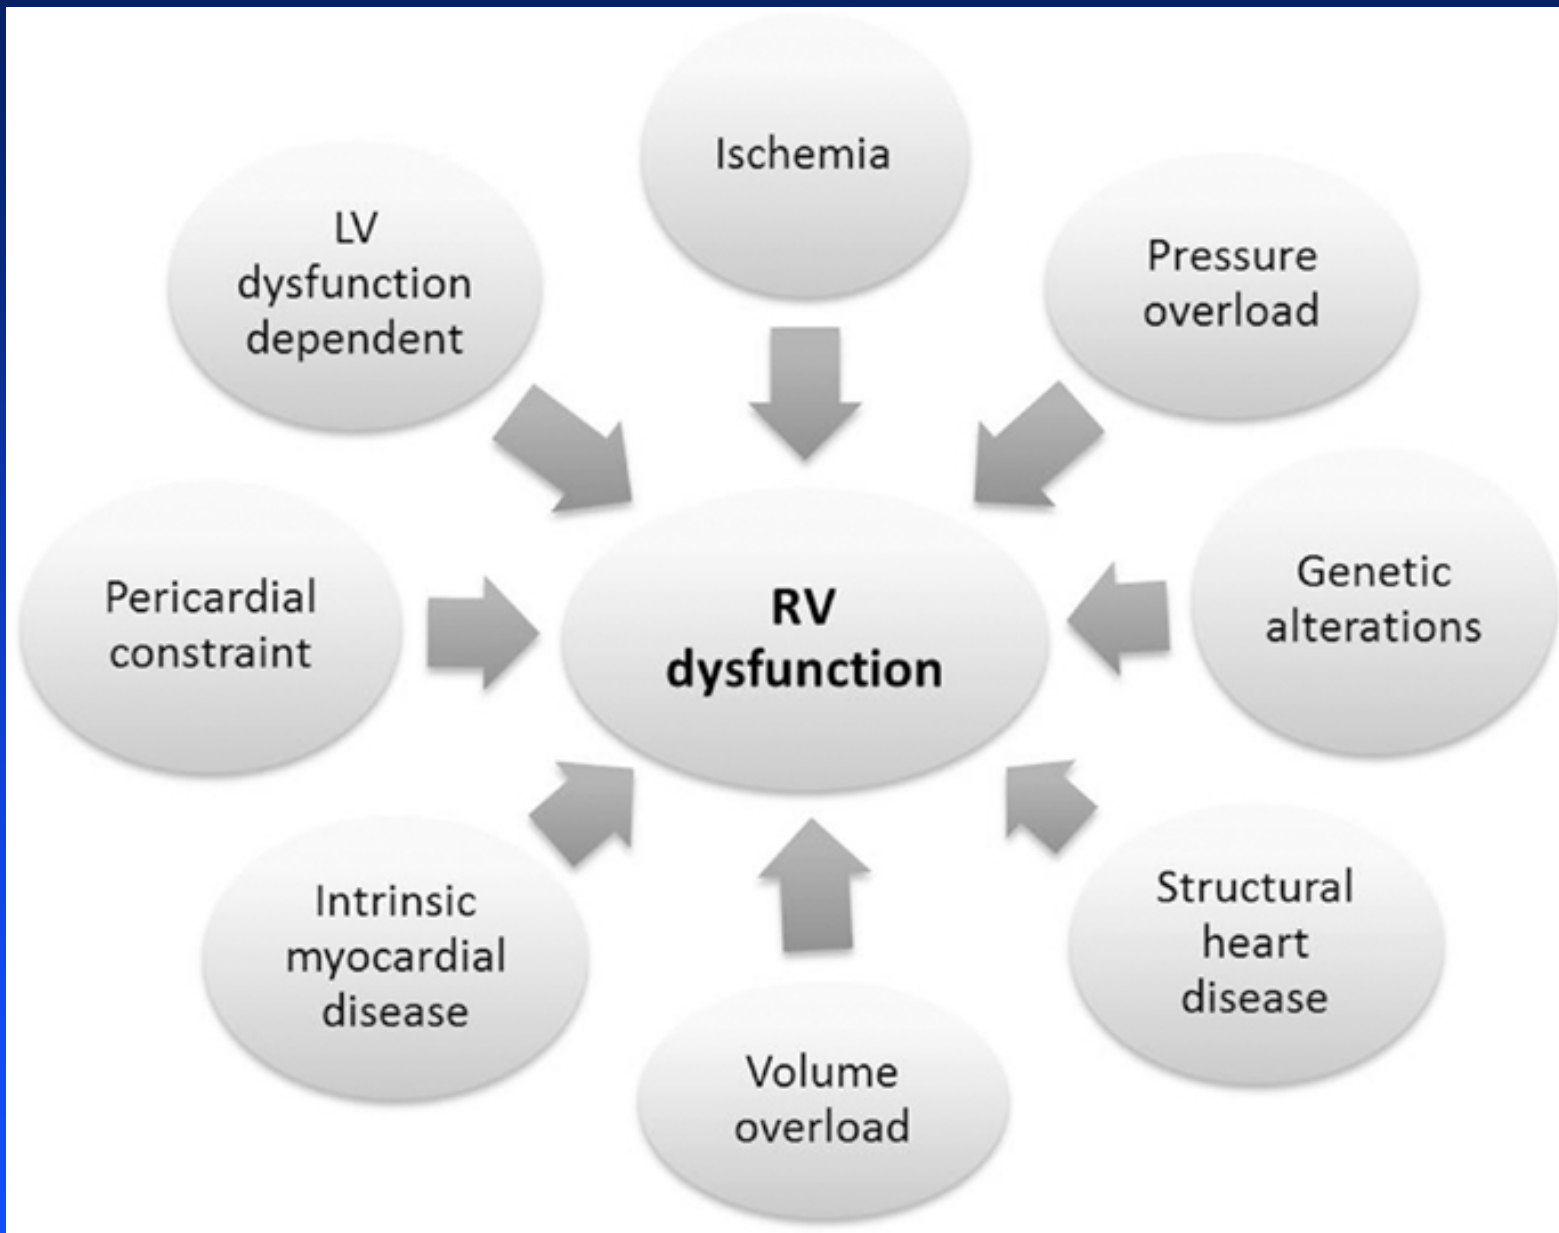 Ischemia
LV
dysfunction
dependent
Pressure
overload
Pericardial
constraint
RV
dysfunction
Genetic
alterations
Intrinsic
myocardial
disease
Structural
heart
disease
Volume
overload